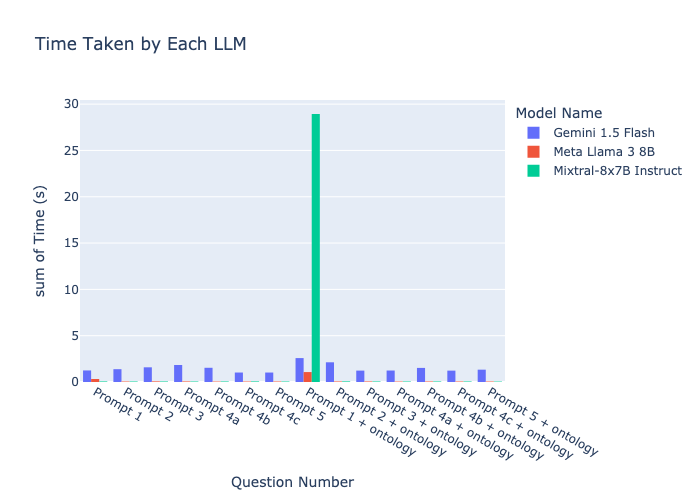 Time Taken by Each LLM
Model Name
Gemini 1.5 Flash
Meta Llama 3 8B
Mixtral-8x7B Instruct
sum of Time (s)
30
25
20
15
10
5
0
Prompt 1
Prompt 2
Prompt 3
Prompt 4a
Prompt 4b
Prompt 4c
Prompt 5
Prompt 1 + ontology
Prompt 2 + ontology
Prompt 3 + ontology
Prompt 4a + ontology
Prompt 4b + ontology
Prompt 4c + ontology
Prompt 5 + ontology
Question Number